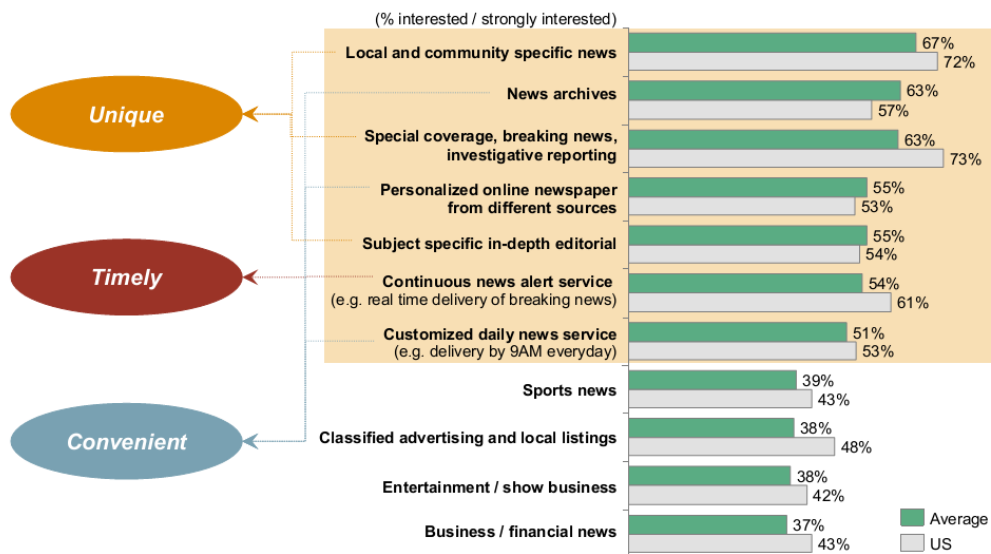 (% interested / strongly interested)
Local and community specific news
67%
72%
News archives
63%
57%
Unique
Special coverage, breaking news,
investigative reporting
63%
73%
Personalized online newspaper
from different sources
55%
53%
Subject specific in-depth editorial
55%
54%
Timely
Continuous news alert service
(e.g. real time delivery of breaking news)
54%
61%
Customized daily news service
(e.g. delivery by 9AM everyday)
51%
53%
Sports news
39%
43%
Convenient
Classified advertising and local listings
38%
48%
Entertainment / show business
38%
42%
Business / financial news
37%
43%
Average
US